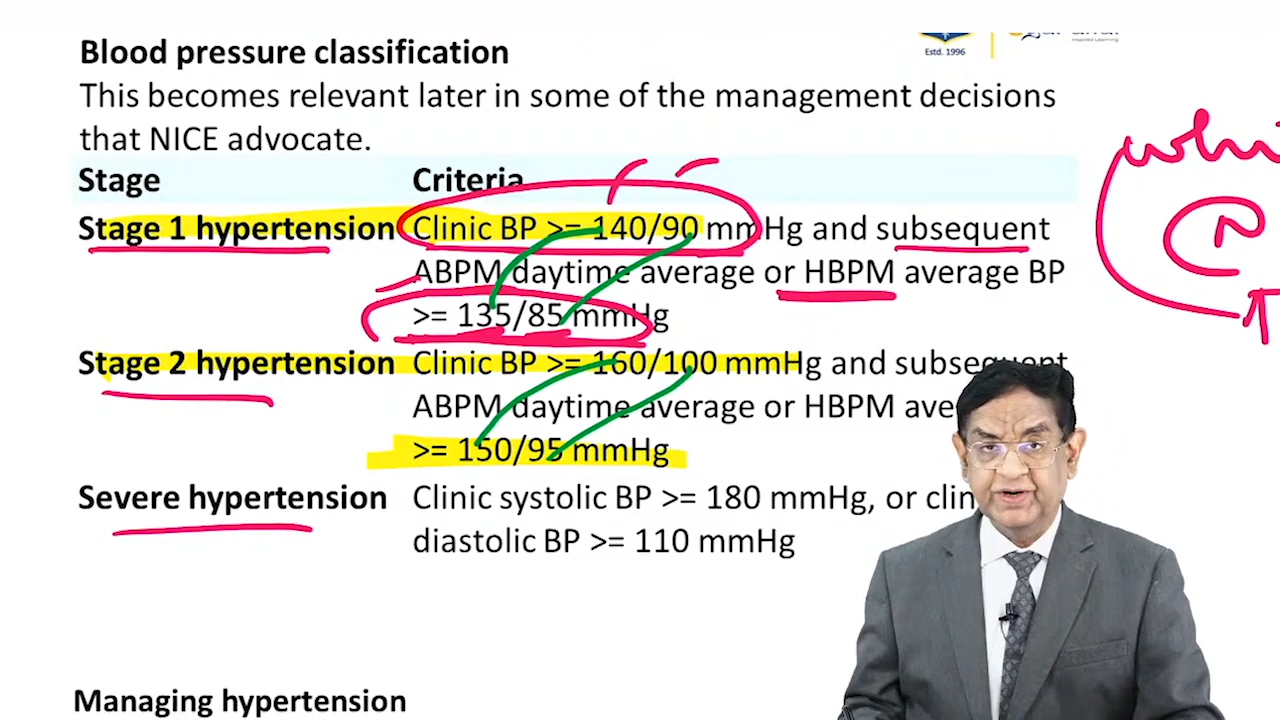 Blood pressure classification
Estd. 1996
This becomes relevant later in some of the management decisions
that NICE advocate.
Stage Criteria
Stage 1 hypertension Clinic BP >= 140/90 mmHg and subsequent
ABPM daytime average or HBPM average BP
>= 135/85 mmHg
Stage 2 hypertension Clinic BP >= 160/100 mmHg and subsequent
ABPM daytime average or HBPM
>= 150/95 mmHg
Severe hypertension Clinic systolic BP >= 180 mmHg, or
diastolic BP >= 110 mmHg
Managing hypertension